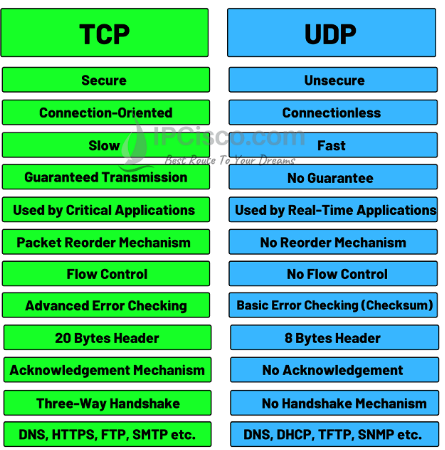 TCP UDP
Secure Unsecure
Connection-Oriented Connectionless
IPCisco.com
Slow Fast
Best Route To Your Dreams
Guaranteed Transmission No Guarantee
Used by Critical Applications Used by Real-Time Applications
Packet Reorder Mechanism No Reorder Mechanism
Flow Control No Flow Control
Advanced Error Checking Basic Error Checking (Checksum)
20 Bytes Header 8 Bytes Header
Acknowledgement Mechanism No Acknowledgement
Three-Way Handshake No Handshake Mechanism
DNS, HTTPS, FTP, SMTP etc. DNS, DHCP, TFTP, SNMP etc.